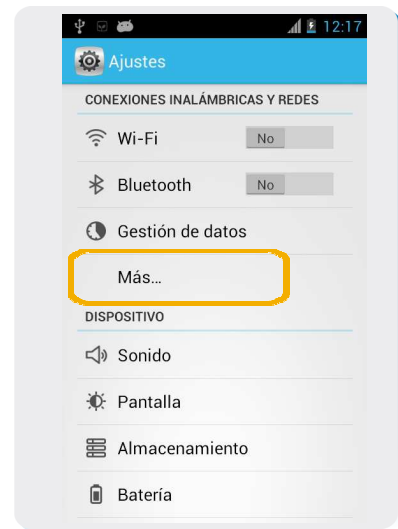 12:17
Ajustes
CONEXIONES INALÁMBRICAS Y REDES
Wi-Fi No
Bluetooth No
Gestión de datos
Más...
DISPOSITIVO
Sonido
Pantalla
Almacenamiento
Batería